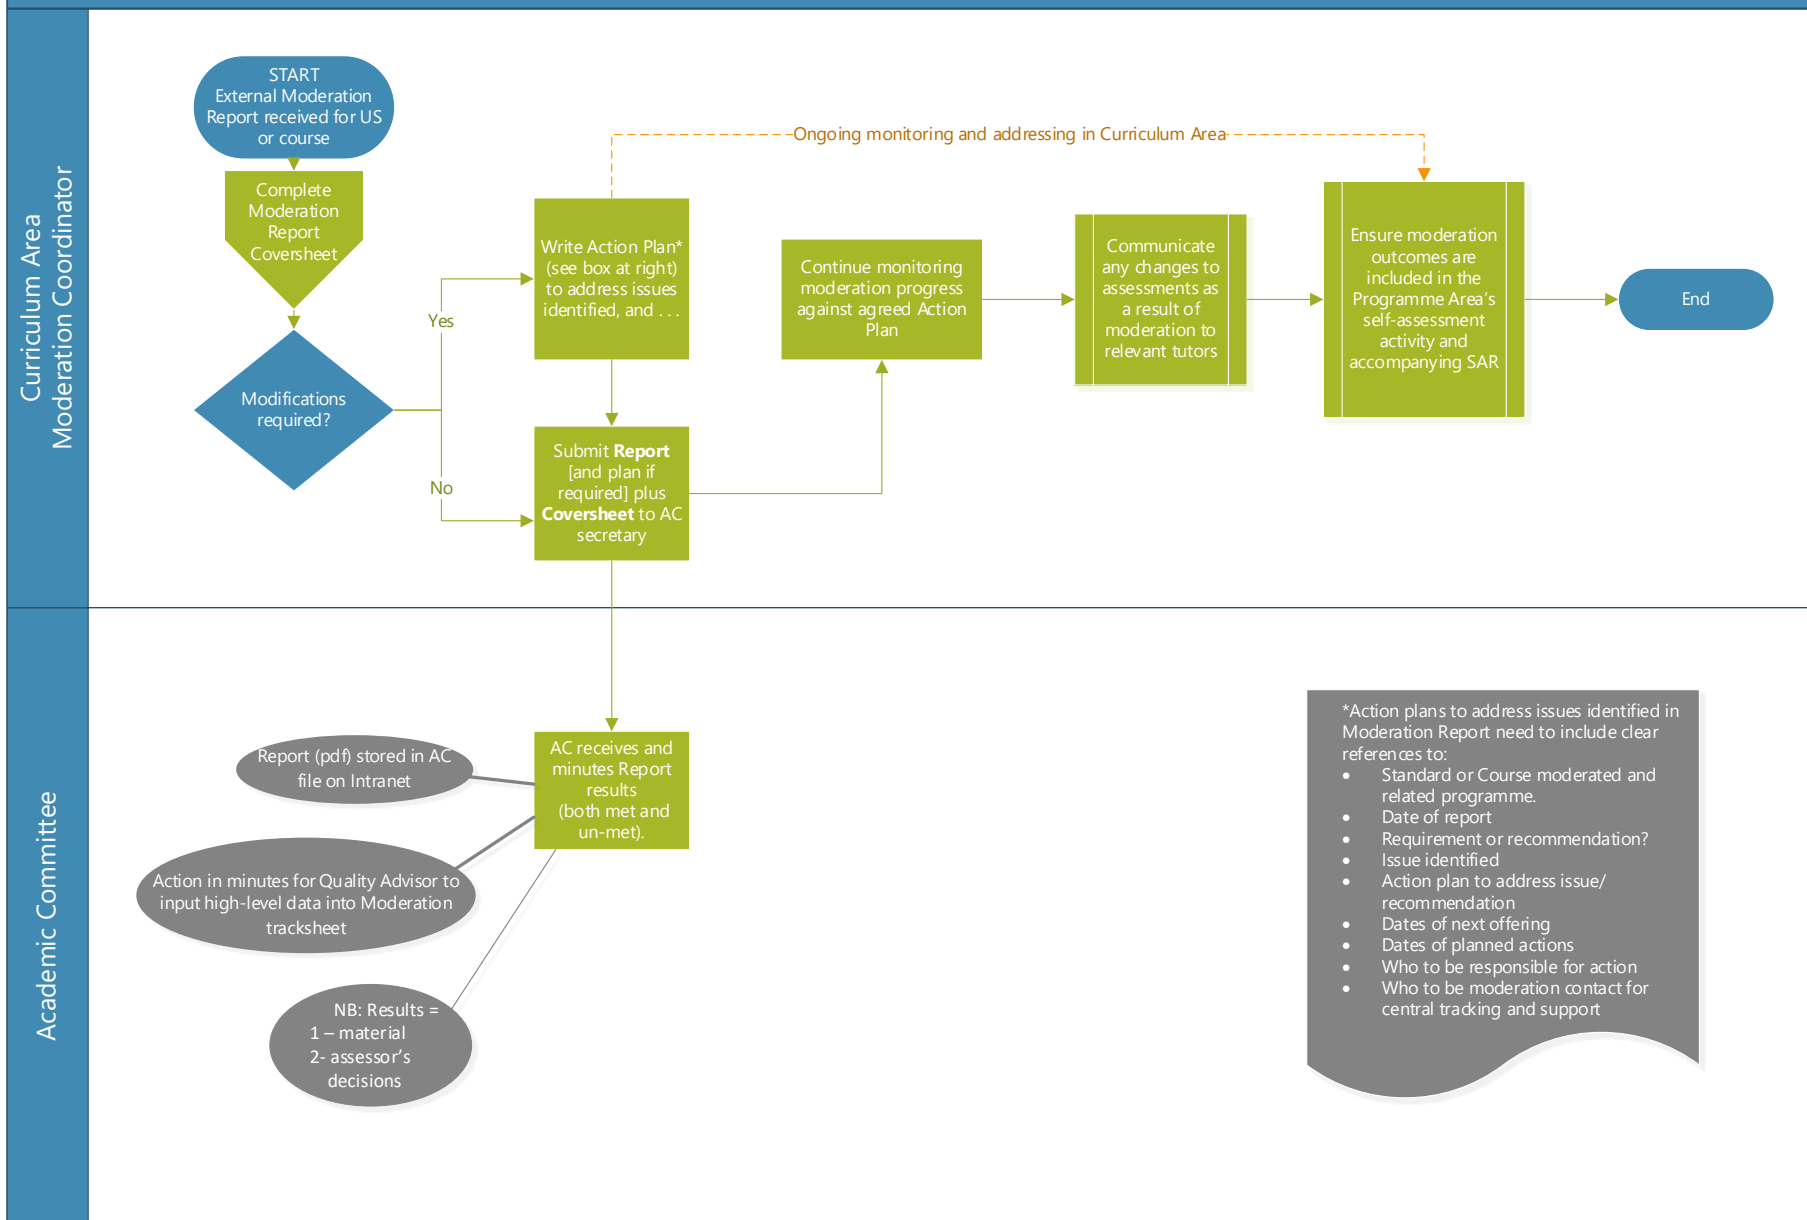 Curriculum Area
Moderation Coordinator
START
External Moderation
Report received for US
or course
Complete
Moderation
Report
Coversheet
Modifications
required?
Yes
No
Ongoing monitoring and addressing in Curriculum Area
Write Action Plan*
(see box at right)
to address issues
identified, and . . .
Submit Report
[and plan if
required] plus
Coversheet to AC
secretary
Continue monitoring
moderation progress
against agreed Action
Plan
Communicate
any changes to
assessments as
a result of
moderation to
relevant tutors
Ensure moderation
outcomes are
included in the
Programme Area’s
self-assessment
activity and
accompanying SAR
End
Academic Committee
AC receives and
minutes Report
results
(both met and
un-met).
Report (pdf) stored in AC
file on Intranet
Action in minutes for Quality Advisor to
input high-level data into Moderation
tracksheet
NB: Results =
1 – material
2- assessor’s
decisions
*Action plans to address issues identified in
Moderation Report need to include clear
references to:
• Standard or Course moderated and
related programme.
• Date of report
• Requirement or recommendation?
• Issue identified
• Action plan to address issue/
recommendation
• Dates of next offering
• Dates of planned actions
• Who to be responsible for action
• Who to be moderation contact for
central tracking and support